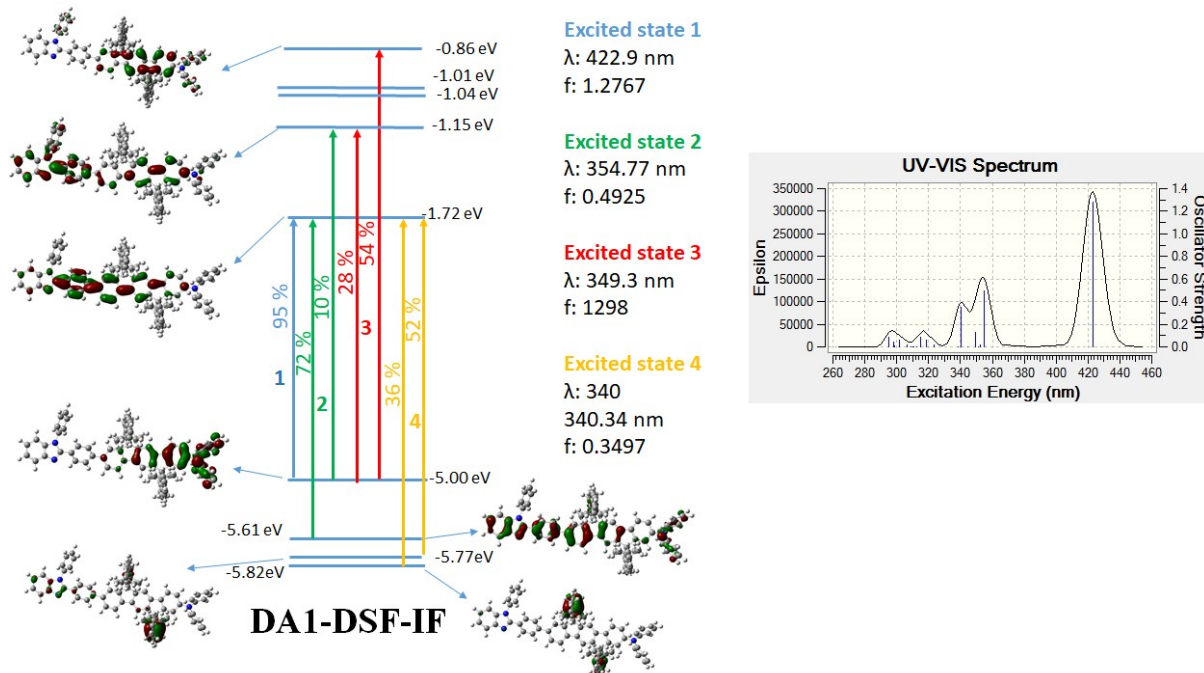 -0.86 eV
-1.01 eV
-1.04 eV
-1.15 eV
-1.72 eV
95 %
72 %
10 %
28 %
54 %
36 %
52 %
1
2
3
4
-5.00 eV
-5.61 eV
-5.77 eV
-5.82eV
DA1-DSF-IF
Excited state 1
λ: 422.9 nm
f: 1.2767
Excited state 2
λ: 354.77 nm
f: 0.4925
Excited state 3
λ: 349.3 nm
f: 1298
Excited state 4
λ: 340
340.34 nm
f: 0.3497
UV-VIS Spectrum
Epsilon
350000
300000
250000
200000
150000
100000
50000
0
1.4
1.2
1.0
0.8
0.6
0.4
0.2
0.0
Oscillator Strength
260 280 300 320 340 360 380 400 420 440 460
Excitation Energy (nm)